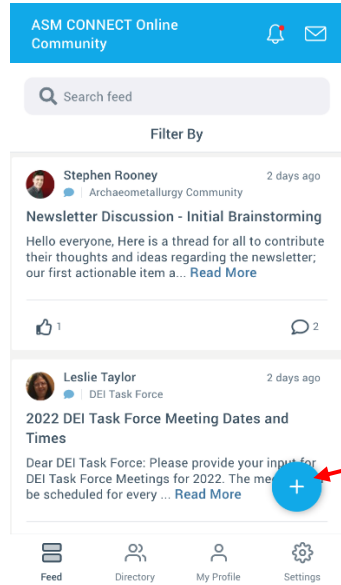 ASM CONNECT Online
Community
Search feed
Filter By
Stephen Rooney 2 days ago
Archaeometallurgy Community
Newsletter Discussion - Initial Brainstorming
Hello everyone, Here is a thread for all to contribute
their thoughts and ideas regarding the newsletter;
our first actionable item a... Read More
1 2
Leslie Taylor 2 days ago
DEI Task Force
2022 DEI Task Force Meeting Dates and
Times
Dear DEI Task Force: Please provide your input for
DEI Task Force Meetings for 2022. The
be scheduled for every ... Read More
Feed Directory My Profile Settings